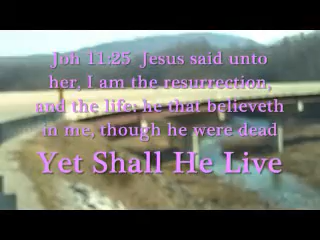 Joh 11:25  Jesus said unto
her, I am the resurrection,
and the life: he that believeth
in me, though he were dead
Yet Shall He Live